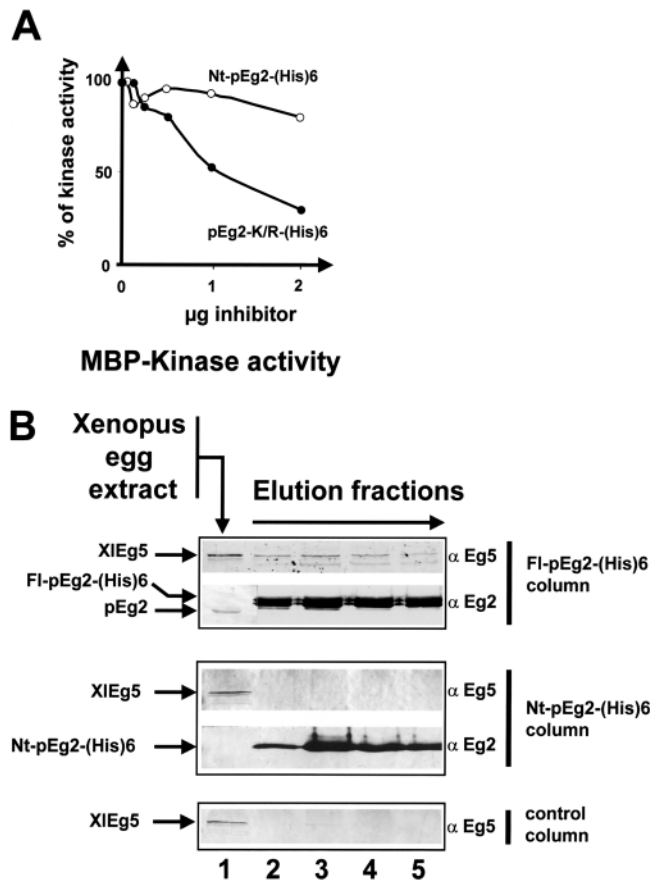 A
% of kinase activity
100
50
0
Nt-pEg2-(His)6
pEg2-K/R-(His)6
0 1 2
µg inhibitor
MBP-Kinase activity
B
Xenopus
egg
extract
Elution fractions
XlEg5
α Eg5
Fl-pEg2-(His)6
pEg2
α Eg2
Fl-pEg2-(His)6
column
XlEg5
α Eg5
Nt-pEg2-(His)6
α Eg2
Nt-pEg2-(His)6
column
XlEg5
α Eg5
control
column
1 2 3 4 5